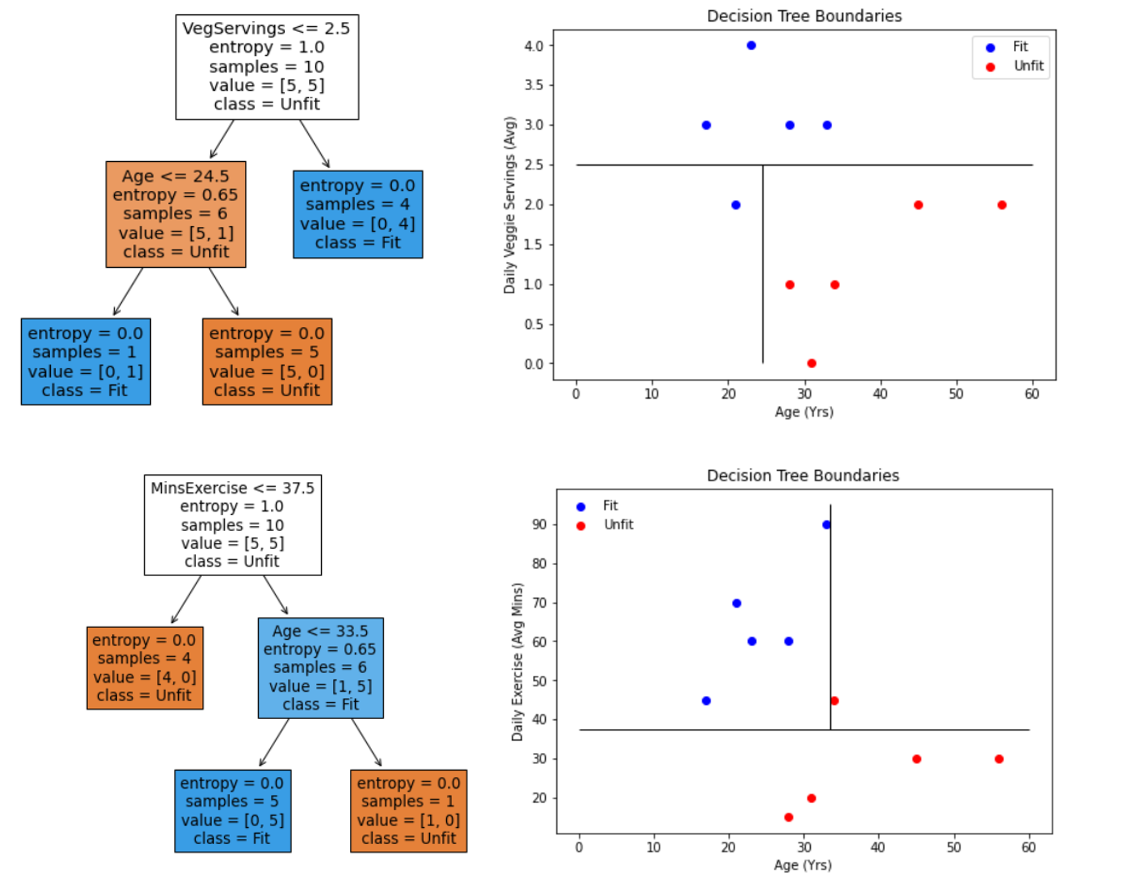 VegServings <= 2.5
entropy = 1.0
samples = 10
value = [5, 5]
class = Unfit
Age <= 24.5
entropy = 0.65
samples = 6
value = [5, 1]
class = Unfit
entropy = 0.0
samples = 4
value = [0, 4]
class = Fit
entropy = 0.0
samples = 1
value = [0, 1]
class = Fit
entropy = 0.0
samples = 5
value = [5, 0]
class = Unfit
Decision Tree Boundaries
Fit
Unfit
Daily Veggie Servings (Avg)
4.0
3.5
3.0
2.5
2.0
1.5
1.0
0.5
0.0
0 10 20 30 40 50 60
Age (Yrs)
MinsExercise <= 37.5
entropy = 1.0
samples = 10
value = [5, 5]
class = Unfit
entropy = 0.0
samples = 4
value = [4, 0]
class = Unfit
Age <= 33.5
entropy = 0.65
samples = 6
value = [1, 5]
class = Fit
entropy = 0.0
samples = 5
value = [0, 5]
class = Fit
entropy = 0.0
samples = 1
value = [1, 0]
class = Unfit
Decision Tree Boundaries
Fit
Unfit
Daily Exercise (Avg Mins)
90
80
70
60
50
40
30
20
0 10 20 30 40 50 60
Age (Yrs)